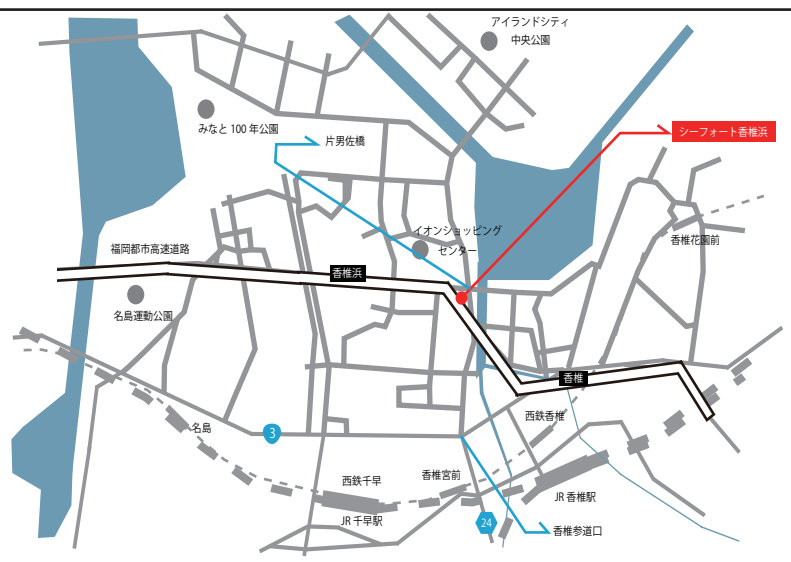 アイランドシティ
中央公園
みなと 100 年公園
片男佐橋
シーフォート香椎浜
イオンショッピング
センター
香椎花園前
福岡都市高速道路
香椎浜
名島運動公園
香椎
西鉄香椎
名島
3
香椎宮前
西鉄千早
JR 香椎駅
JR 千早駅
24
香椎参道口